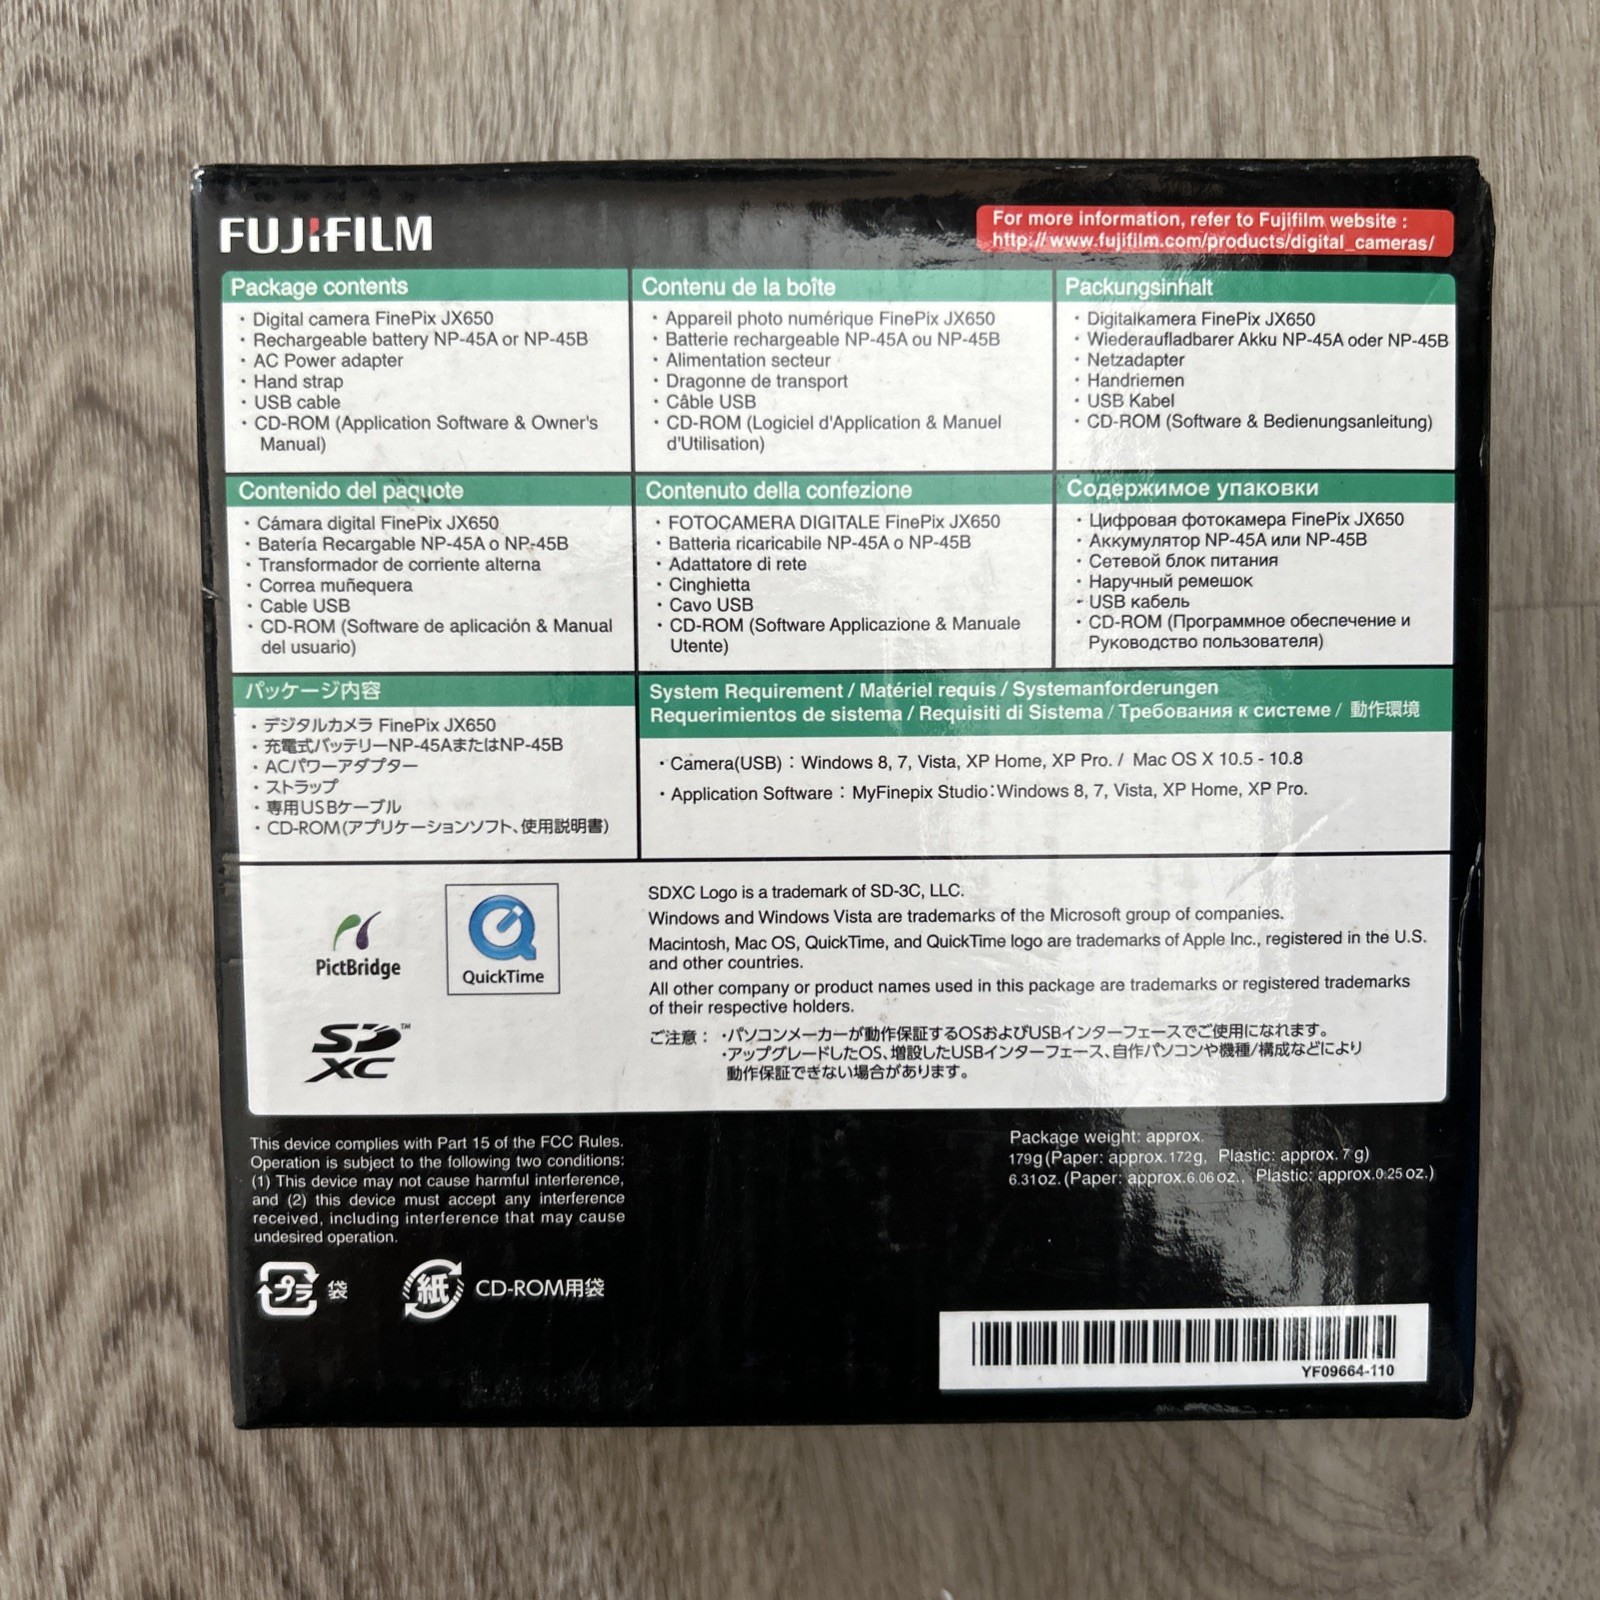 FUJIFILM
For more information, refer to Fujifilm website :
http://www.fujifilm.com/products/digital_cameras/
Package contents
· Digital camera FinePix JX650
· Rechargeable battery NP-45A or NP-45B
· AC Power adapter
· Hand strap
· USB cable
· CD-ROM (Application Software & Owner's
Manual)
Contenu de la boîte
· Appareil photo numérique FinePix JX650
· Batterie rechargeable NP-45A ou NP-45B
· Alimentation secteur
· Dragonne de transport
· Câble USB
· CD-ROM (Logiciel d'Application & Manuel
d'Utilisation)
Packungsinhalt
· Digitalkamera FinePix JX650
· Wiederaufladbarer Akku NP-45A oder NP-45B
· Netzadapter
· Handriemen
· USB Kabel
· CD-ROM (Software & Bedienungsanleitung)
Contenido del paquote
· Cámara digital FinePix JX650
· Batería Recargable NP-45A o NP-45B
· Transformador de corriente alterna
· Correa muñequera
· Cable USB
· CD-ROM (Software de aplicación & Manual
del usuario)
Contenuto della confezione
· FOTOCAMERA DIGITALE FinePix JX650
· Batteria ricaricabile NP-45A o NP-45B
· Adattatore di rete
· Cinghietta
· Cavo USB
· CD-ROM (Software Applicazione & Manuale
Utente)
Содержимое упаковки
· Цифровая фотокамера FinePix JX650
· Аккумулятор NP-45A или NP-45B
· Сетевой блок питания
· Наручный ремешок
· USB кабель
· CD-ROM (Программное обеспечение и
Руководство пользователя)
パッケージ内容
· デジタルカメラ FinePix JX650
· 充電式バッテリーNP-45AまたはNP-45B
· ACパワーアダプター
· ストラップ
· 専用USBケーブル
· CD-ROM(アプリケーションソフト、使用説明書)
System Requirement / Matériel requis / Systemanforderungen
Requerimientos de sistema / Requisiti di Sistema / Требования к системе / 動作環境
· Camera(USB) : Windows 8, 7, Vista, XP Home, XP Pro. / Mac OS X 10.5 - 10.8
· Application Software : MyFinepix Studio:Windows 8, 7, Vista, XP Home, XP Pro.
PictBridge
QuickTime
SD XC ™
SDXC Logo is a trademark of SD-3C, LLC.
Windows and Windows Vista are trademarks of the Microsoft group of companies.
Macintosh, Mac OS, QuickTime, and QuickTime logo are trademarks of Apple Inc., registered in the U.S.
and other countries.
All other company or product names used in this package are trademarks or registered trademarks
of their respective holders.
ご注意： ・パソコンメーカーが動作保証するOSおよびUSBインターフェースでご使用になれます。
・アップグレードしたOS、増設したUSBインターフェース、自作パソコンや機種/構成などにより
動作保証できない場合があります。
This device complies with Part 15 of the FCC Rules.
Operation is subject to the following two conditions:
(1) This device may not cause harmful interference,
and (2) this device must accept any interference
received, including interference that may cause
undesired operation.
Package weight: approx.
179g(Paper: approx.172g, Plastic: approx. 7 g)
6.31oz.(Paper: approx.6.06 oz., Plastic: approx.0.25 oz.)
プラ 袋
紙 CD-ROM用袋
YF09664-110